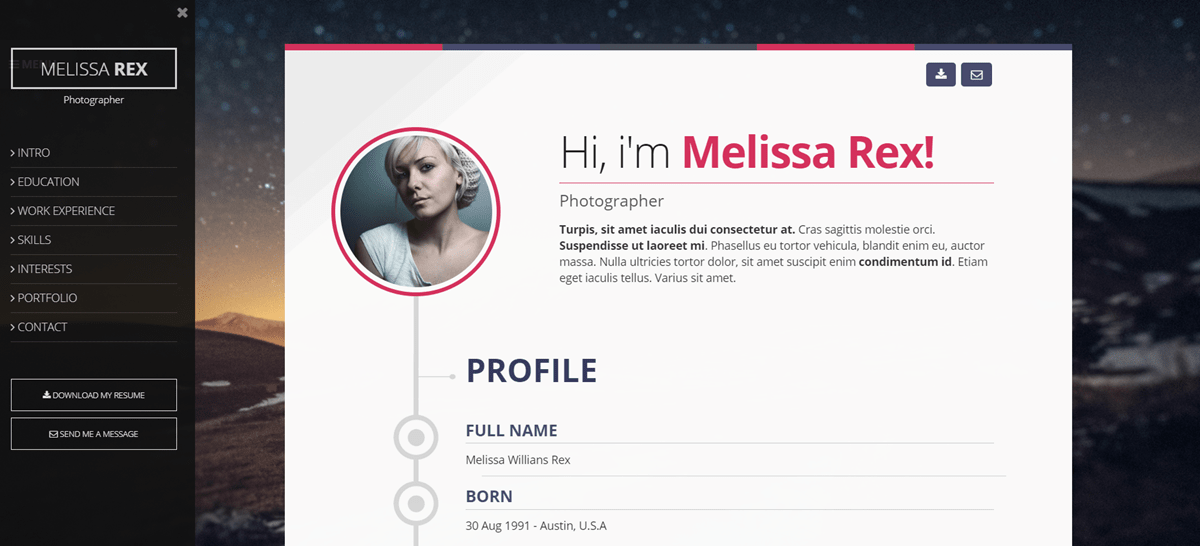 MELISSA REX
Photographer
INTRO
EDUCATION
WORK EXPERIENCE
SKILLS
INTERESTS
PORTFOLIO
CONTACT
DOWNLOAD MY RESUME
SEND ME A MESSAGE
Hi, i'm Melissa Rex!
Photographer
Turpis, sit amet iaculis dui consectetur at. Cras sagittis molestie orci.
Suspendisse ut laoreet mi. Phasellus eu tortor vehicula, blandit enim eu, auctor
massa. Nulla ultricies tortor dolor, sit amet suscipit enim condimentum id. Etiam
eget iaculis tellus. Varius sit amet.
PROFILE
FULL NAME
Melissa Willians Rex
BORN
30 Aug 1991 - Austin, U.S.A